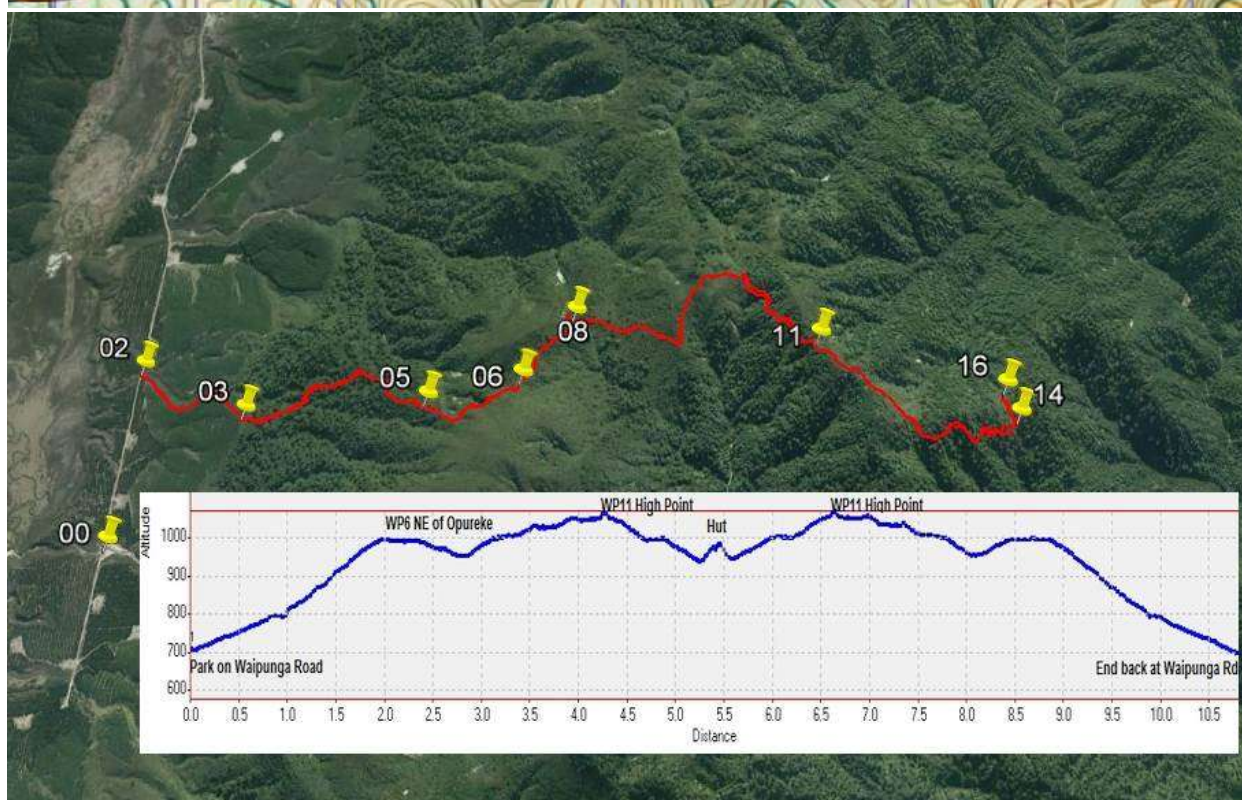 02
03
05
06
08
11
16
14
00
Altitude
1000
900
800
700
600
WP6 NE of Opureke
WP11 High Point
Hut
WP11 High Point
1
Park on Waipunga Road
End back at Waipunga Rd
0.0 0.5 1.0 1.5 2.0 2.5 3.0 3.5 4.0 4.5 5.0 5.5 6.0 6.5 7.0 7.5 8.0 8.5 9.0 9.5 10.0 10.5
Distance